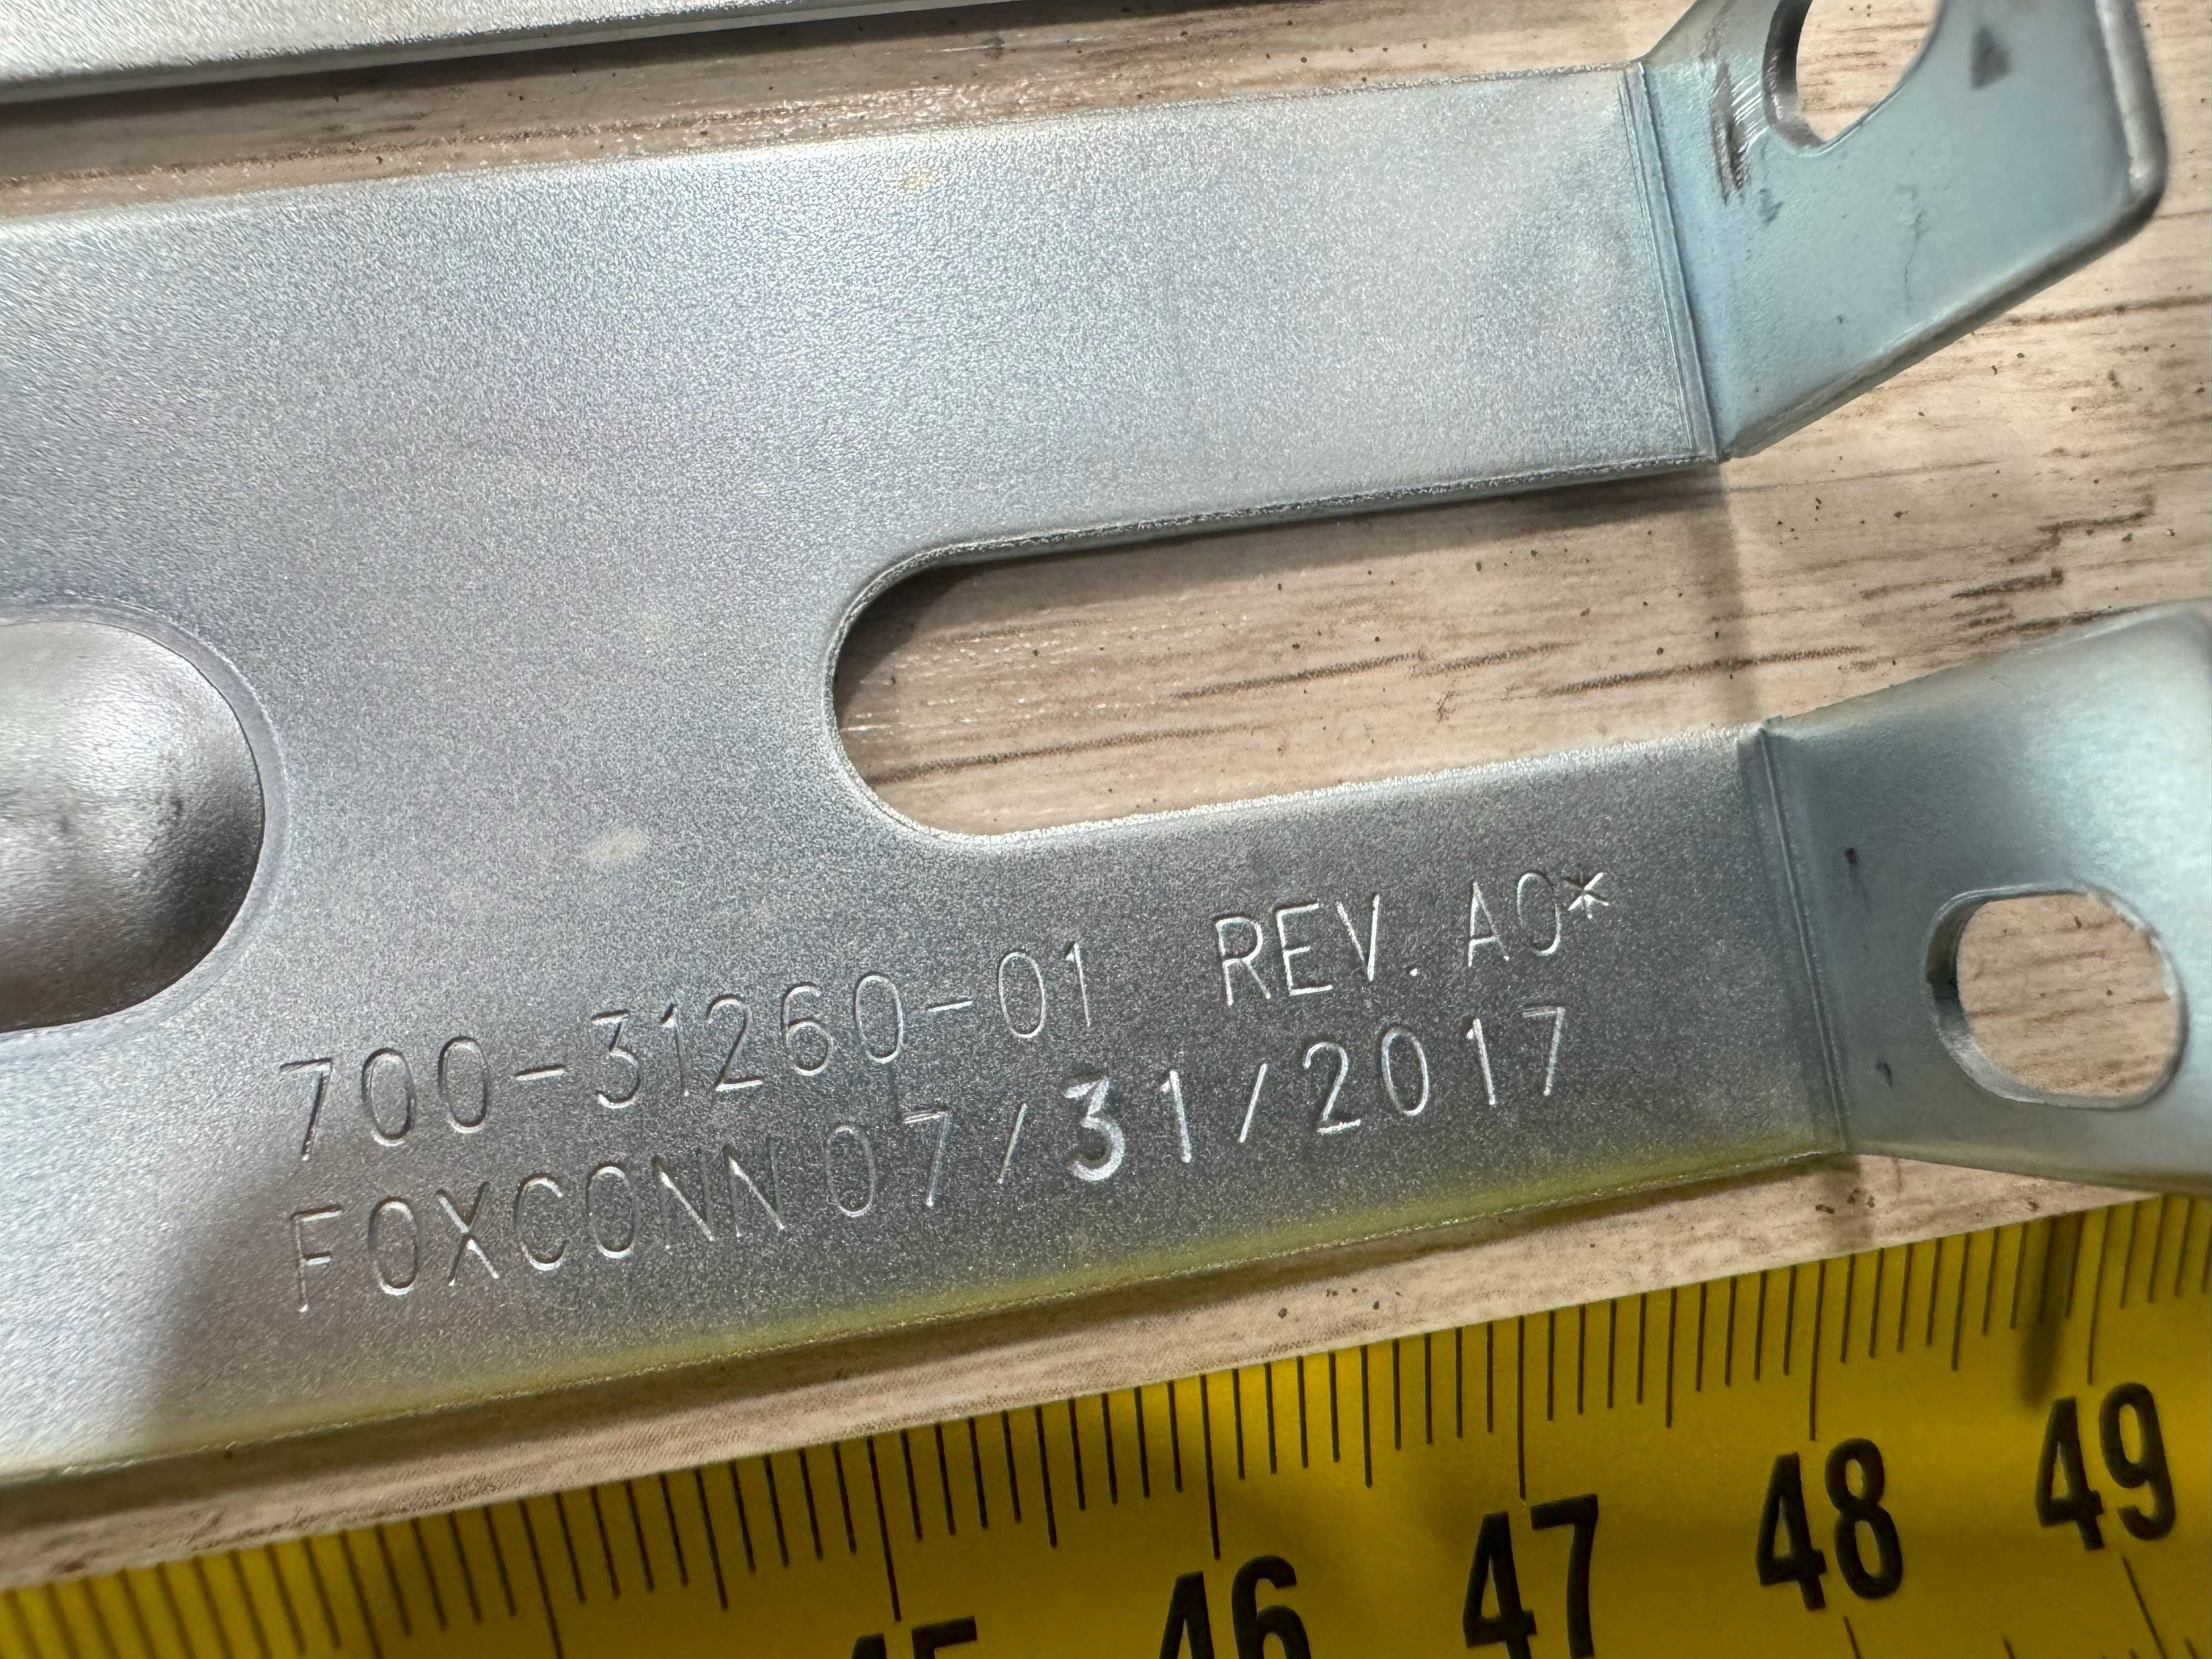 700-31260-01 REV. A0*
FOXCONN 07/31/2017
45 46 47 48 49